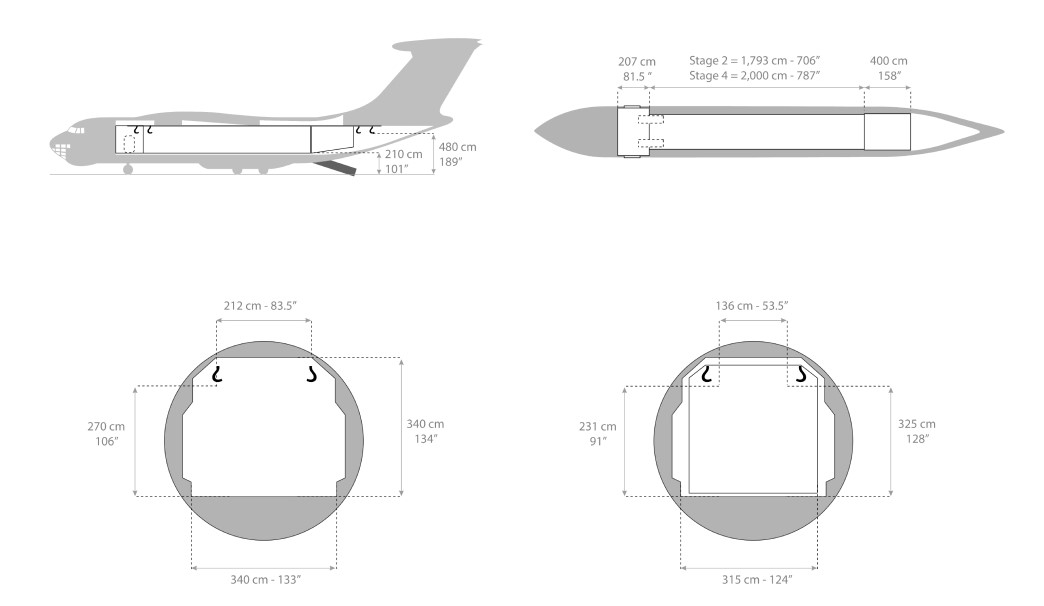 480 cm
189”
210 cm
101”
207 cm
81.5 ”
Stage 2 = 1,793 cm - 706”
Stage 4 = 2,000 cm - 787”
400 cm
158”
212 cm - 83.5”
270 cm
106”
340 cm
134”
340 cm - 133”
136 cm - 53.5”
231 cm
91”
325 cm
128”
315 cm - 124”